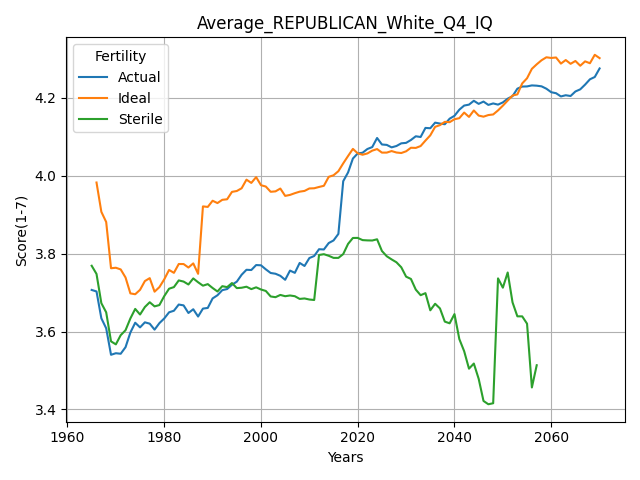 Average_REPUBLICAN_White_Q4_IQ
Fertility
Actual
Ideal
Sterile
Score(1-7)
4.2
4.0
3.8
3.6
3.4
1960 1980 2000 2020 2040 2060
Years